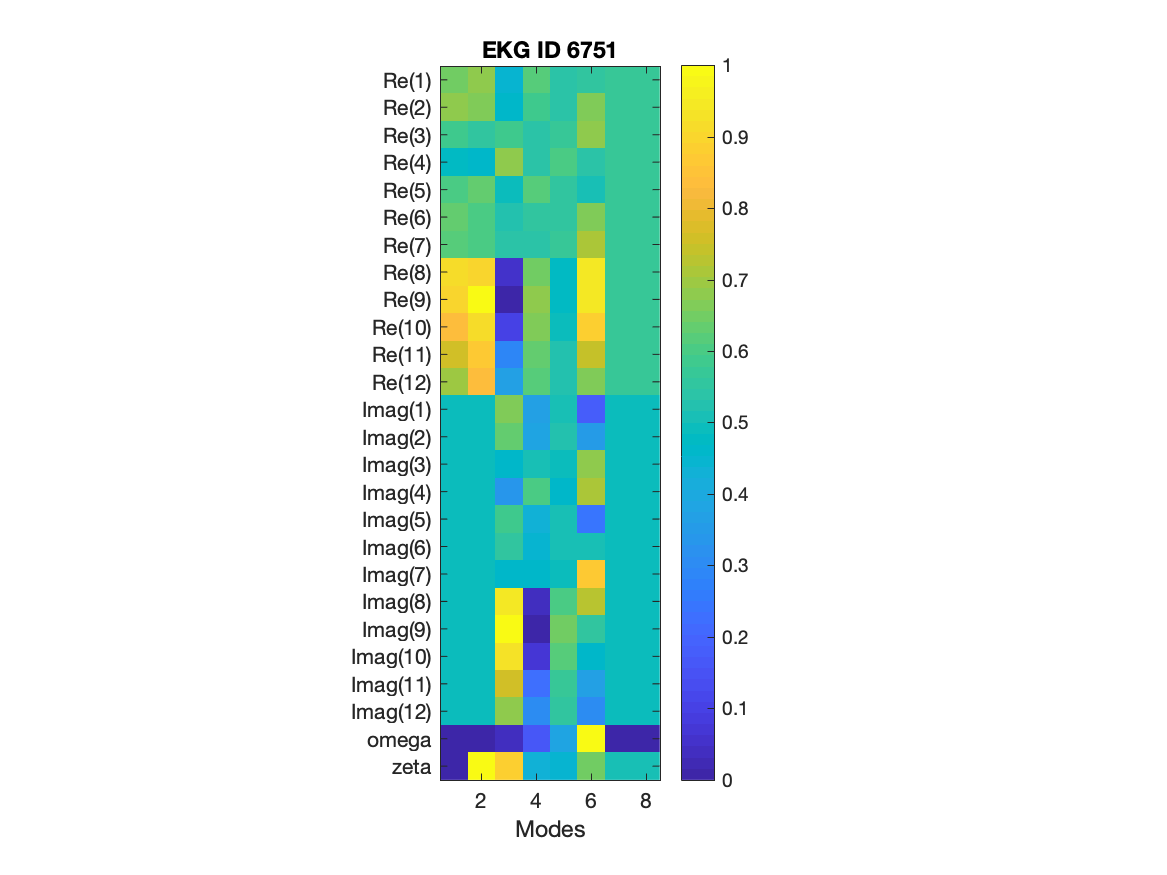 EKG ID 6751
Re(1)
Re(2)
Re(3)
Re(4)
Re(5)
Re(6)
Re(7)
Re(8)
Re(9)
Re(10)
Re(11)
Re(12)
Imag(1)
Imag(2)
Imag(3)
Imag(4)
Imag(5)
Imag(6)
Imag(7)
Imag(8)
Imag(9)
Imag(10)
Imag(11)
Imag(12)
omega
zeta
2 4 6 8
Modes
1
0.9
0.8
0.7
0.6
0.5
0.4
0.3
0.2
0.1
0